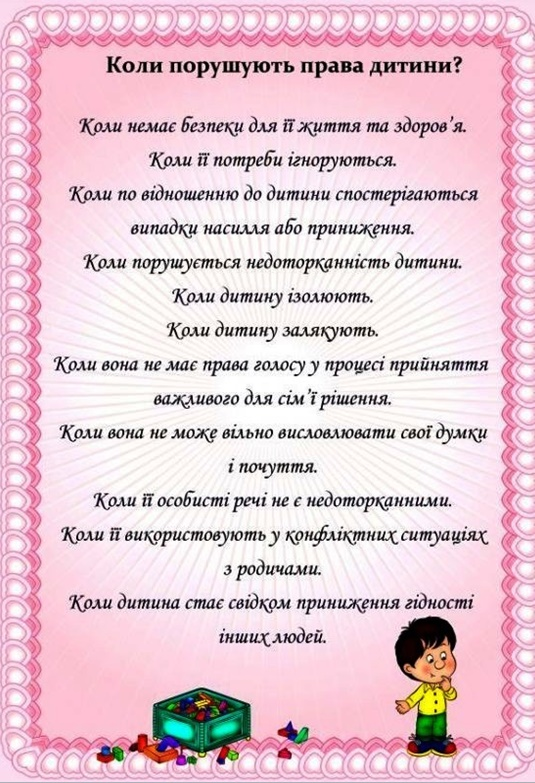 Коли порушують права дитини?
Коли немає безпеки для її життя та здоров'я.
Коли її потреби ігноруються.
Коли по відношенню до дитини спостерігаються
випадки насилля або приниження.
Коли порушується недоторканність дитини.
Коли дитину ізолюють.
Коли дитину залякують.
Коли вона не має права голосу у процесі прийняття
важливого для сім'ї рішення.
Коли вона не може вільно висловлювати свої думки
і почуття.
Коли її особисті речі не є недоторканними.
Коли її використовують у конфліктних ситуаціях
з родичами.
Коли дитина стає свідком приниження гідності
інших людей.